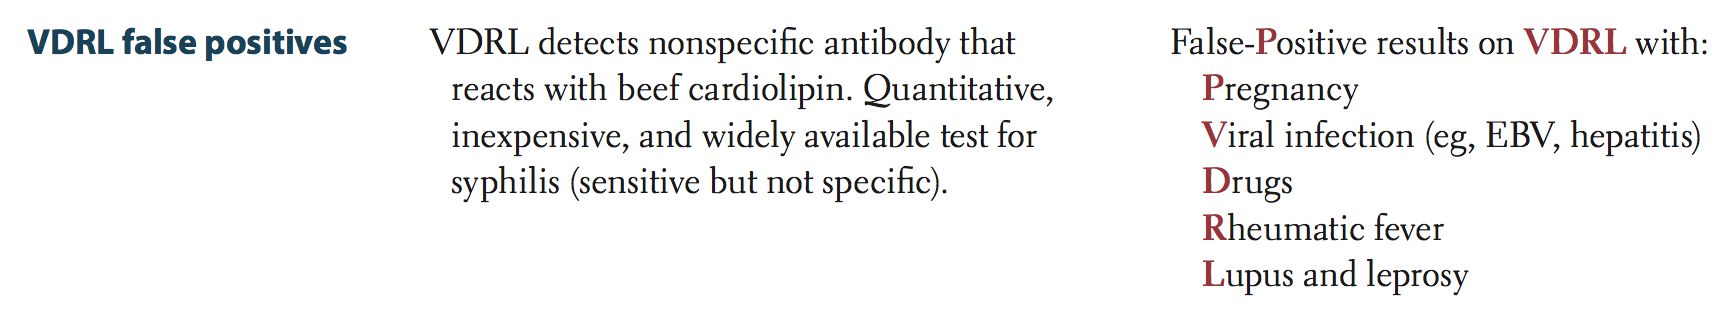 VDRL false positives
VDRL detects nonspecific antibody that
reacts with beef cardiolipin. Quantitative,
inexpensive, and widely available test for
syphilis (sensitive but not specific).
False-Positive results on VDRL with:
Pregnancy
Viral infection (eg, EBV, hepatitis)
Drugs
Rheumatic fever
Lupus and leprosy